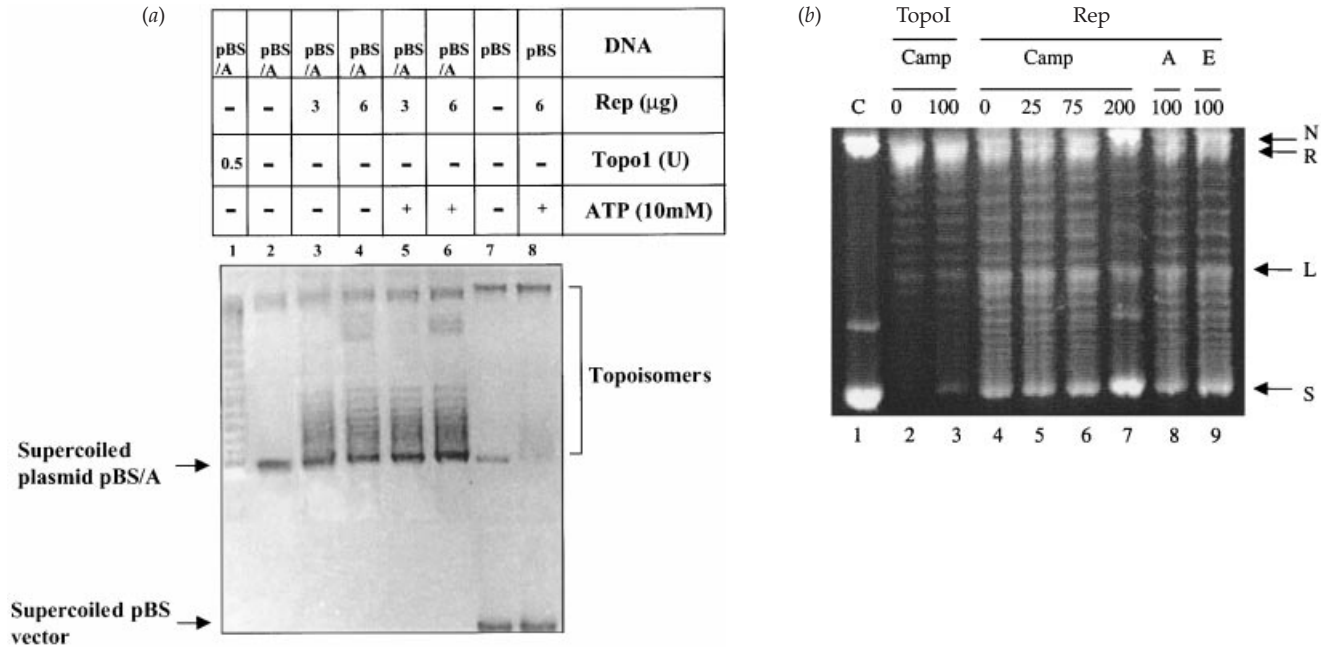 (a)
pBS/A pBS/A pBS/A pBS/A pBS/A pBS/A pBS pBS DNA
– – 3 6 3 6 – 6 Rep (μg)
0.5 – – – – – – – Topo1 (U)
– – – – + + – + ATP (10mM)
1 2 3 4 5 6 7 8
Topoisomers
Supercoiled
plasmid pBS/A
Supercoiled pBS
vector
(b)
TopoI Rep
Camp Camp A E
C 0 100 0 25 75 200 100 100
N
R
L
S
1 2 3 4 5 6 7 8 9